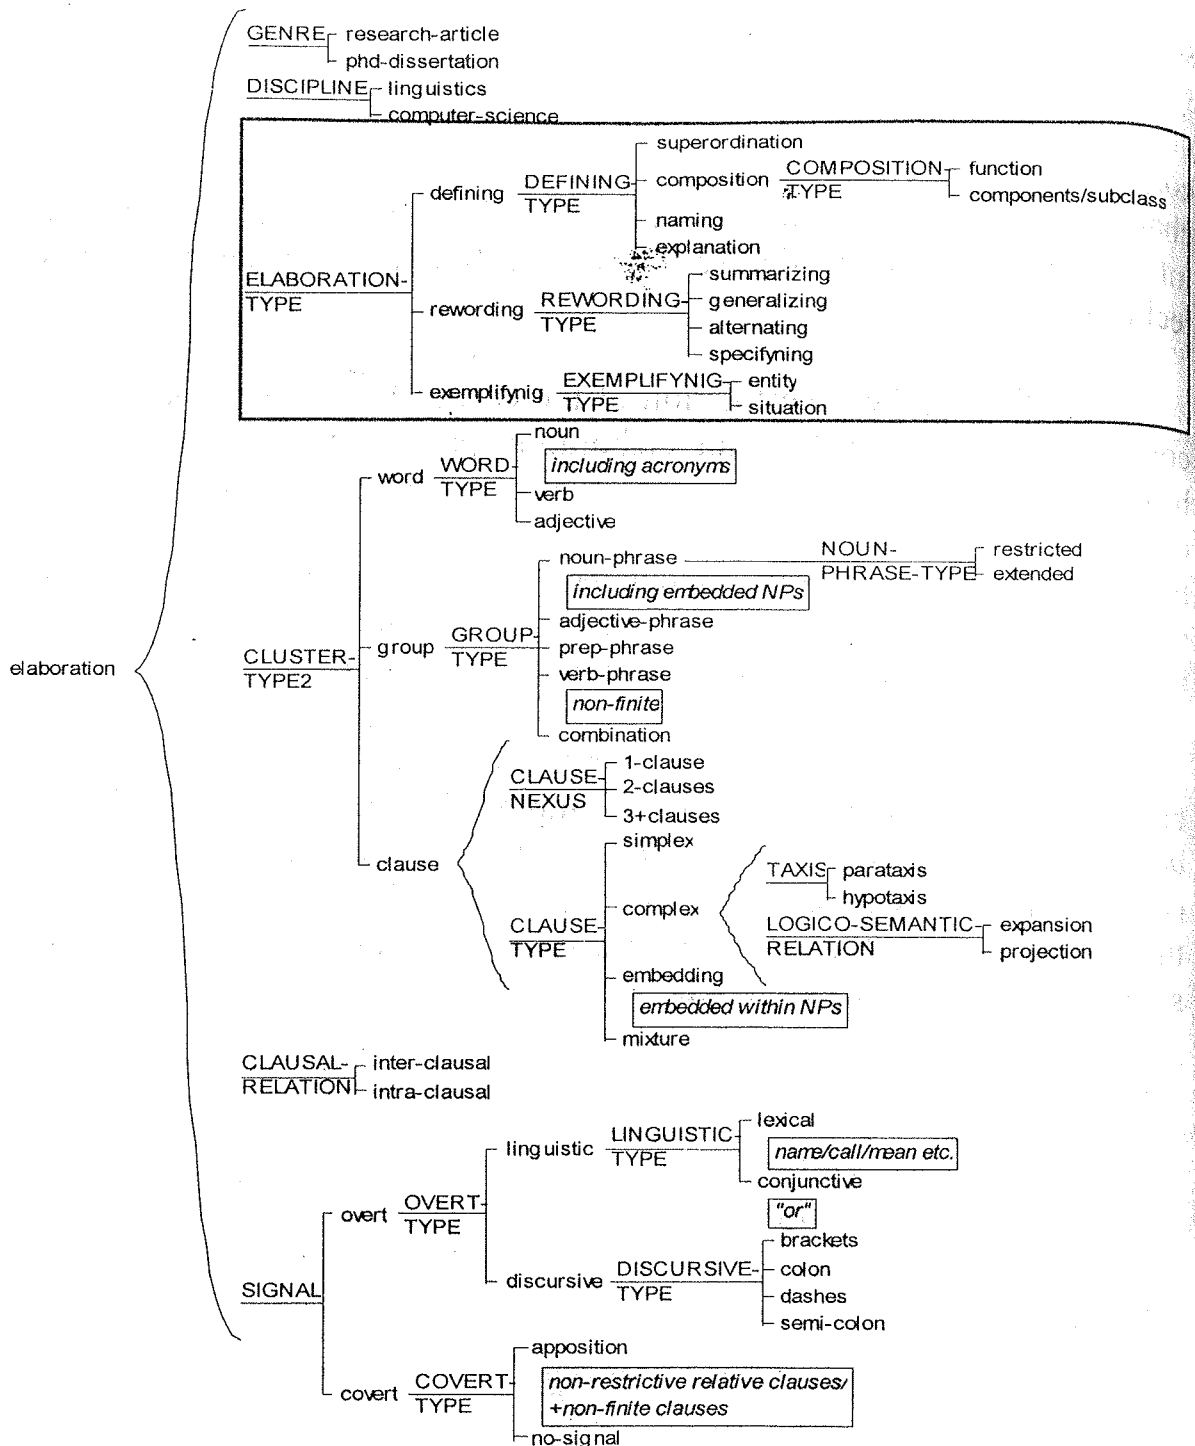 GENRE
research-article
phd-dissertation
DISCIPLINE
linguistics
computer-science
superordination
defining
DEFINING-
TYPE
composition
COMPOSITION
TYPE
function
components/subclass
naming
explanation
ELABORATION-
TYPE
rewording
REWORDING-
TYPE
summarizing
generalizing
alternating
specifyning
exemplifynig
EXEMPLIFYNIG
TYPE
entity
situation
noun
including acronyms
word
WORD-
TYPE
verb
adjective
noun-phrase
NOUN-
PHRASE-TYPE
restricted
extended
including embedded NPs
adjective-phrase
group
GROUP-
TYPE
prep-phrase
verb-phrase
non-finite
combination
elaboration
CLUSTER-
TYPE2
CLAUSE-
NEXUS
1-clause
2-clauses
3+clauses
clause
simplex
TAXIS
parataxis
hypotaxis
complex
CLAUSE-
TYPE
LOGICO-SEMANTIC-
RELATION
expansion
projection
embedding
embedded within NPs
mixture
CLAUSAL-
RELATION
inter-clausal
intra-clausal
lexical
linguistic
LINGUISTIC-
TYPE
name/call/mean etc.
conjunctive
"or"
overt
OVERT-
TYPE
brackets
discursive
DISCURSIVE-
TYPE
colon
dashes
semi-colon
SIGNAL
apposition
covert
COVERT-
TYPE
non-restrictive relative clauses/
+non-finite clauses
no-signal